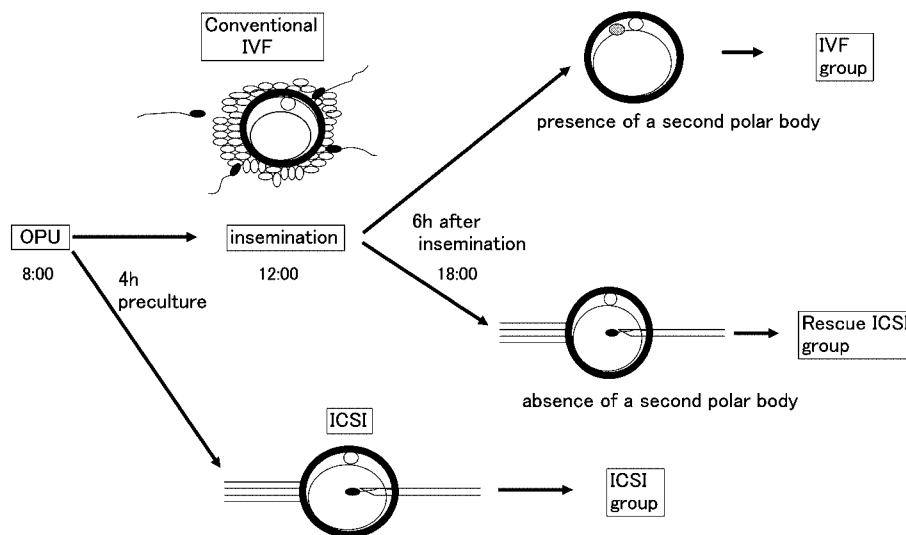 Conventional
IVF
IVF
group
presence of a second polar body
OPU
insemination
6h after
insemination
8:00
12:00
18:00
4h
preculture
Rescue ICSI
group
absence of a second polar body
ICSI
ICSI
group